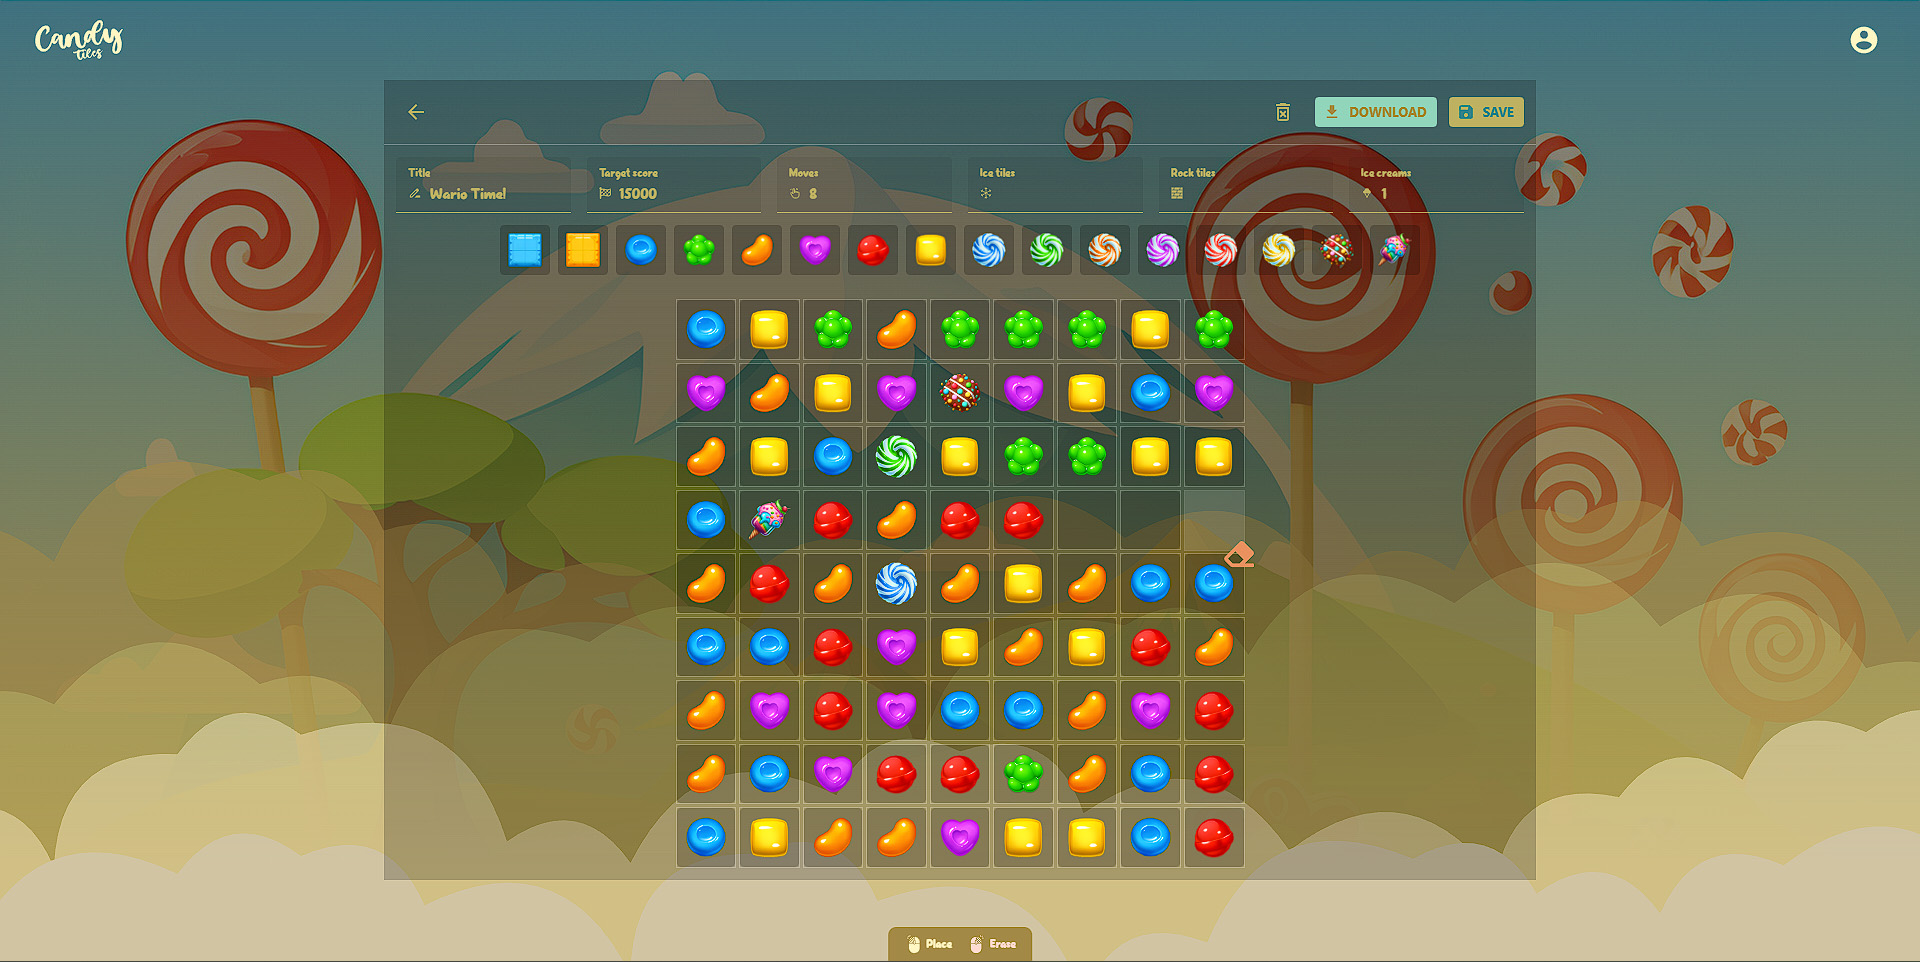 Candy
tiles
DOWNLOAD
SAVE
Title
Wario Time!
Target score
15000
Moves
8
Ice tiles
Rock tiles
Ice creams
1
Place
Erase